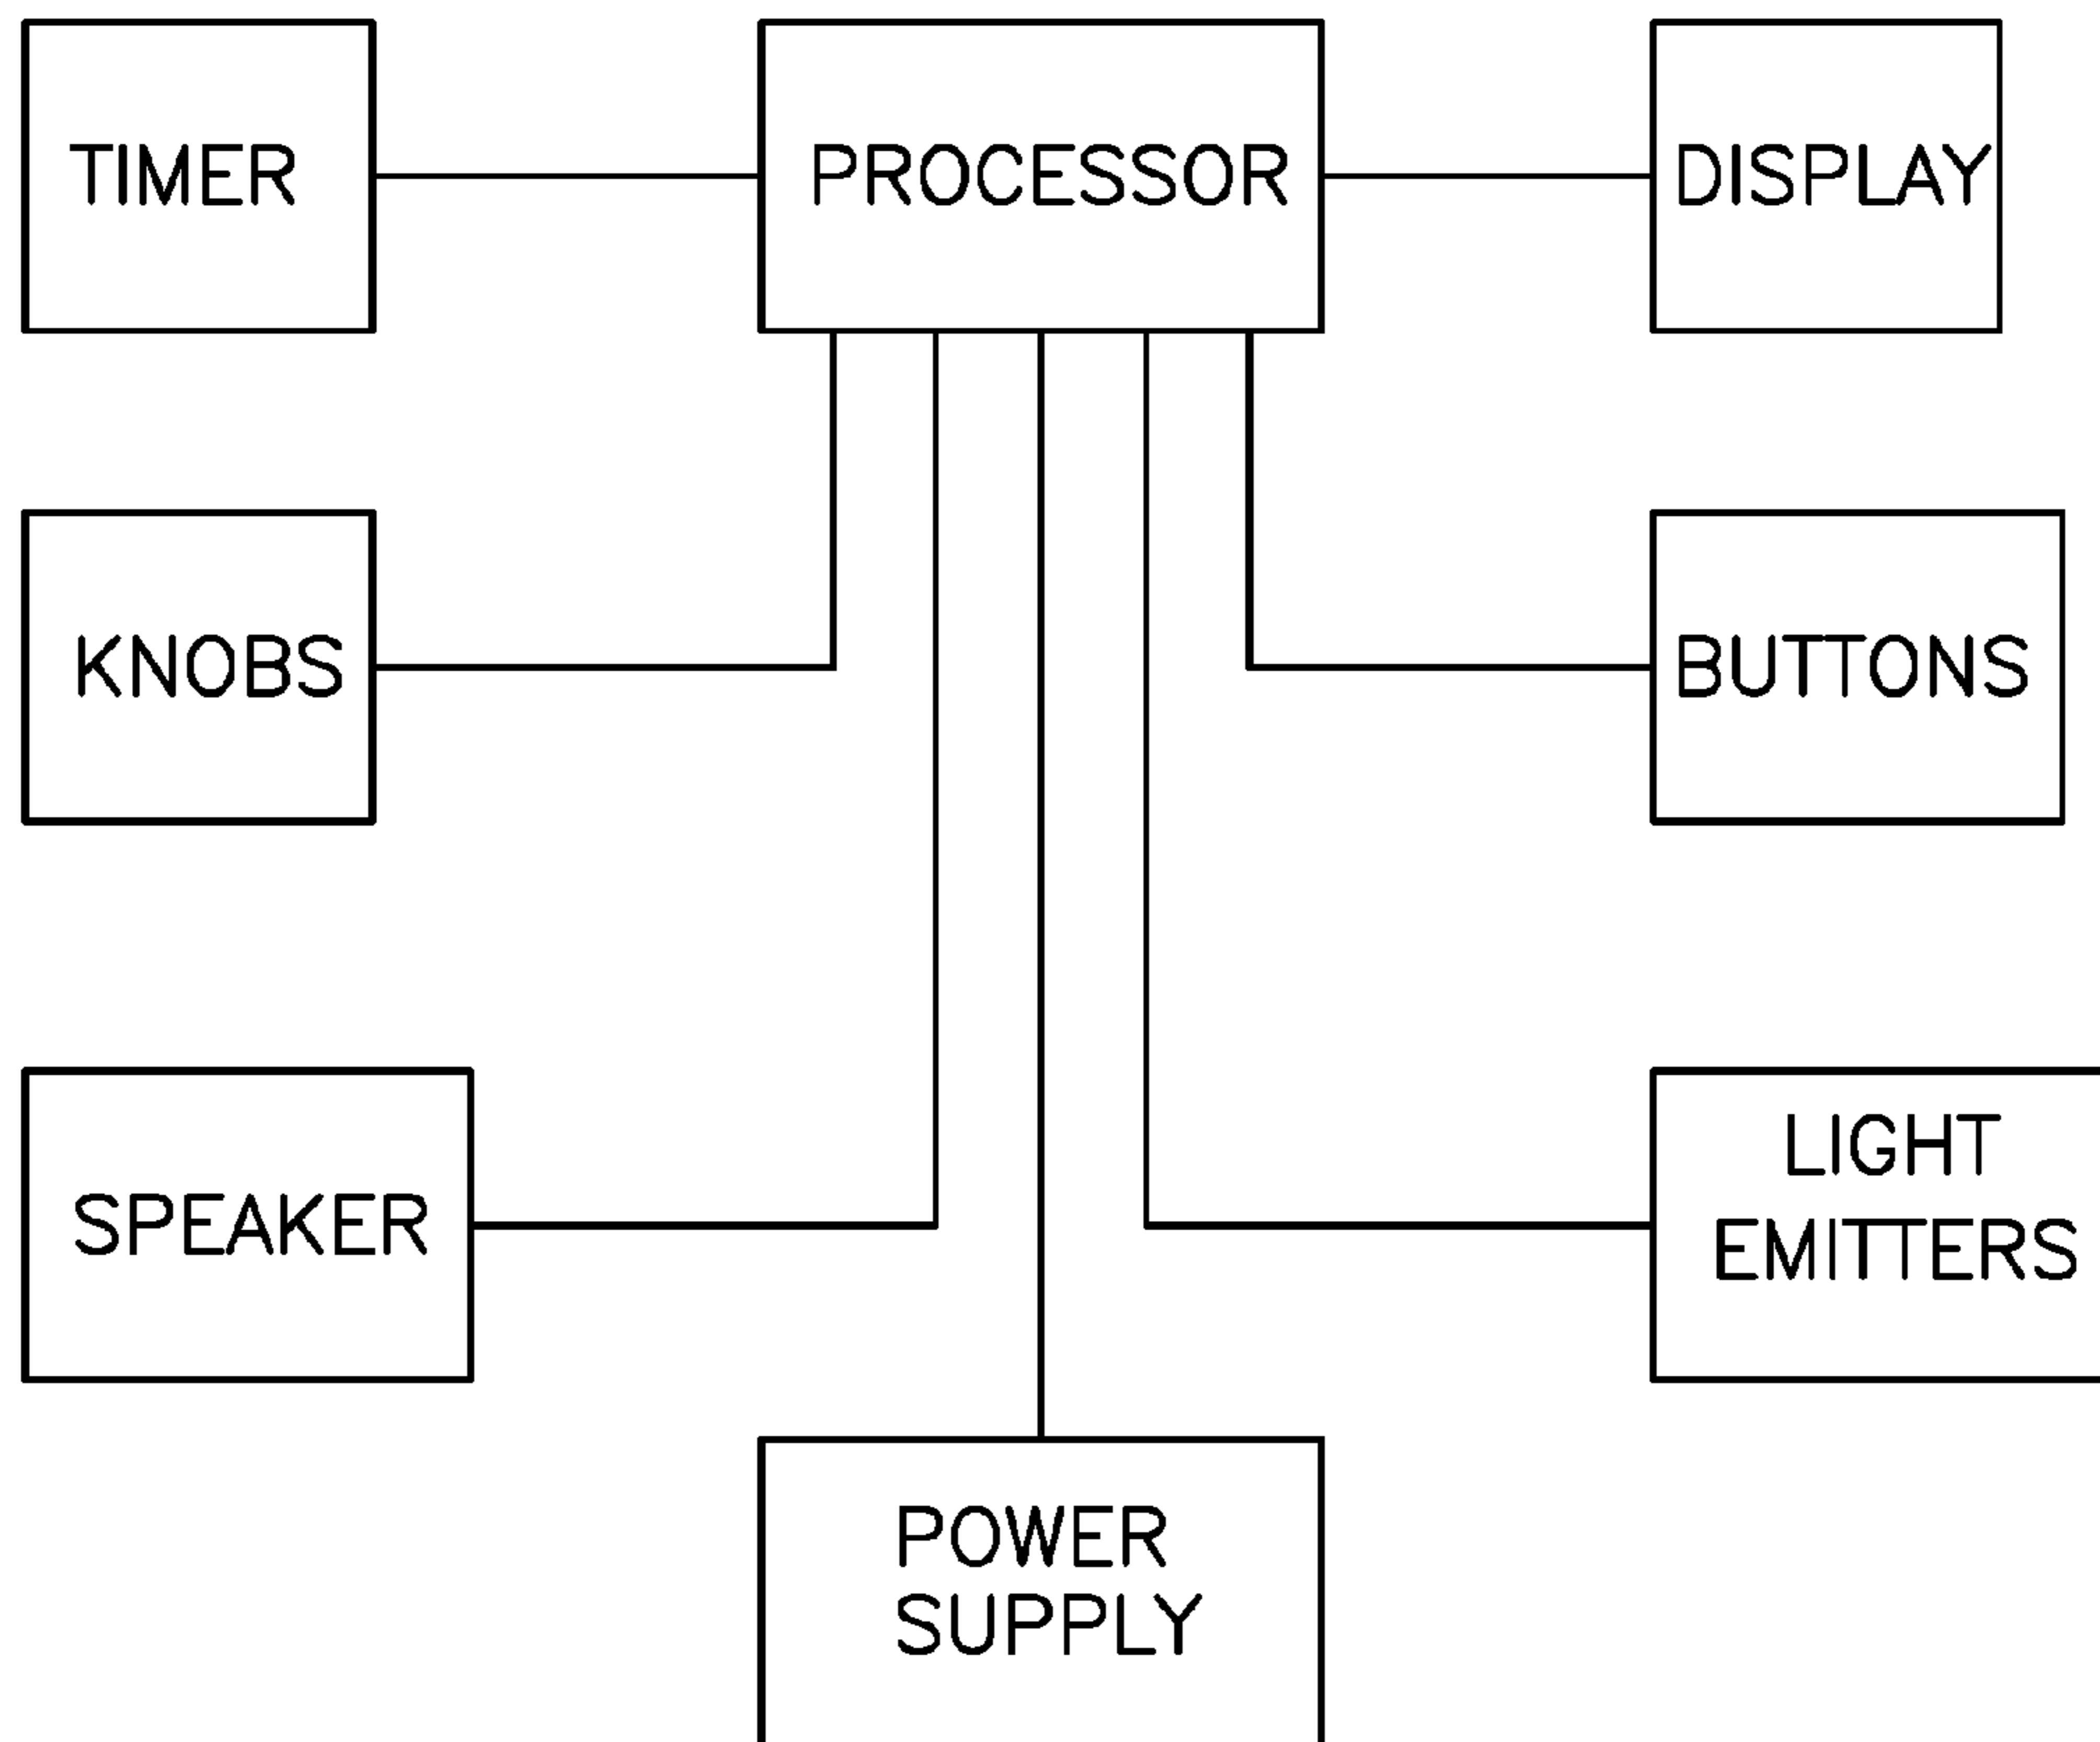 TIMER
PROCESSOR
DISPLAY
KNOBS
BUTTONS
SPEAKER
LIGHT
EMITTERS
POWER
SUPPLY